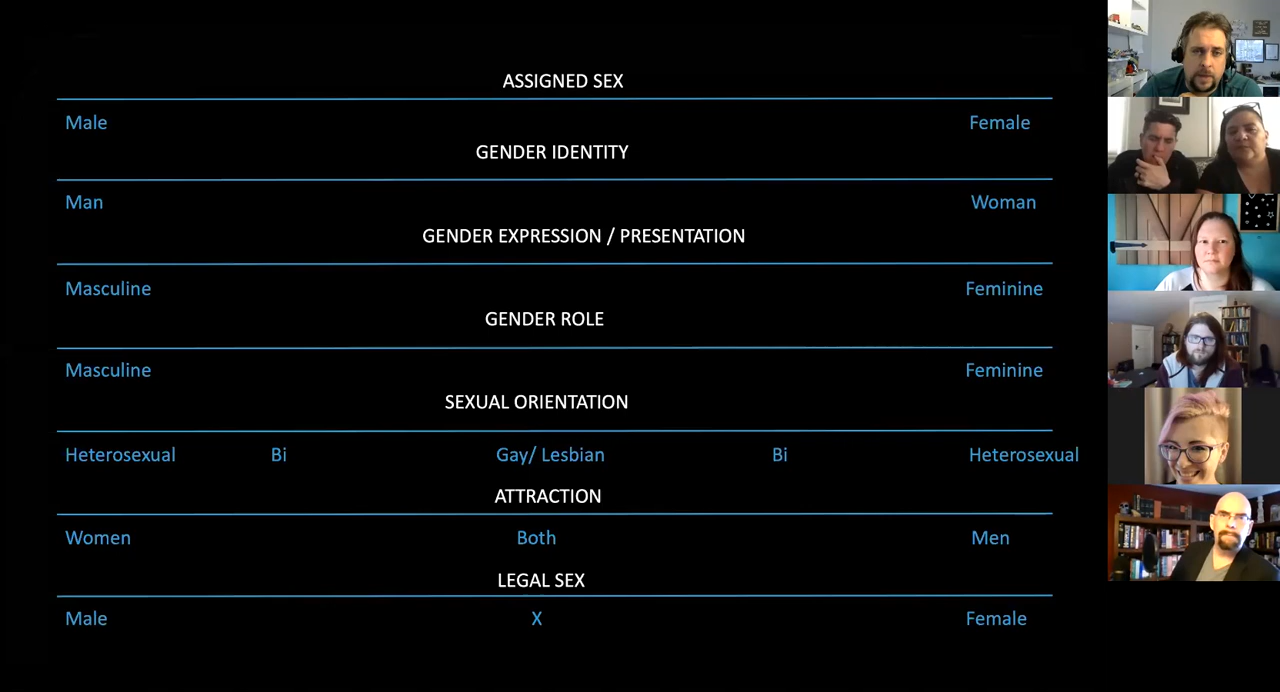 ASSIGNED SEX
Male Female
GENDER IDENTITY
Man Woman
GENDER EXPRESSION / PRESENTATION
Masculine Feminine
GENDER ROLE
Masculine Feminine
SEXUAL ORIENTATION
Heterosexual Bi Gay/ Lesbian Bi Heterosexual
ATTRACTION
Women Both Men
LEGAL SEX
Male X Female